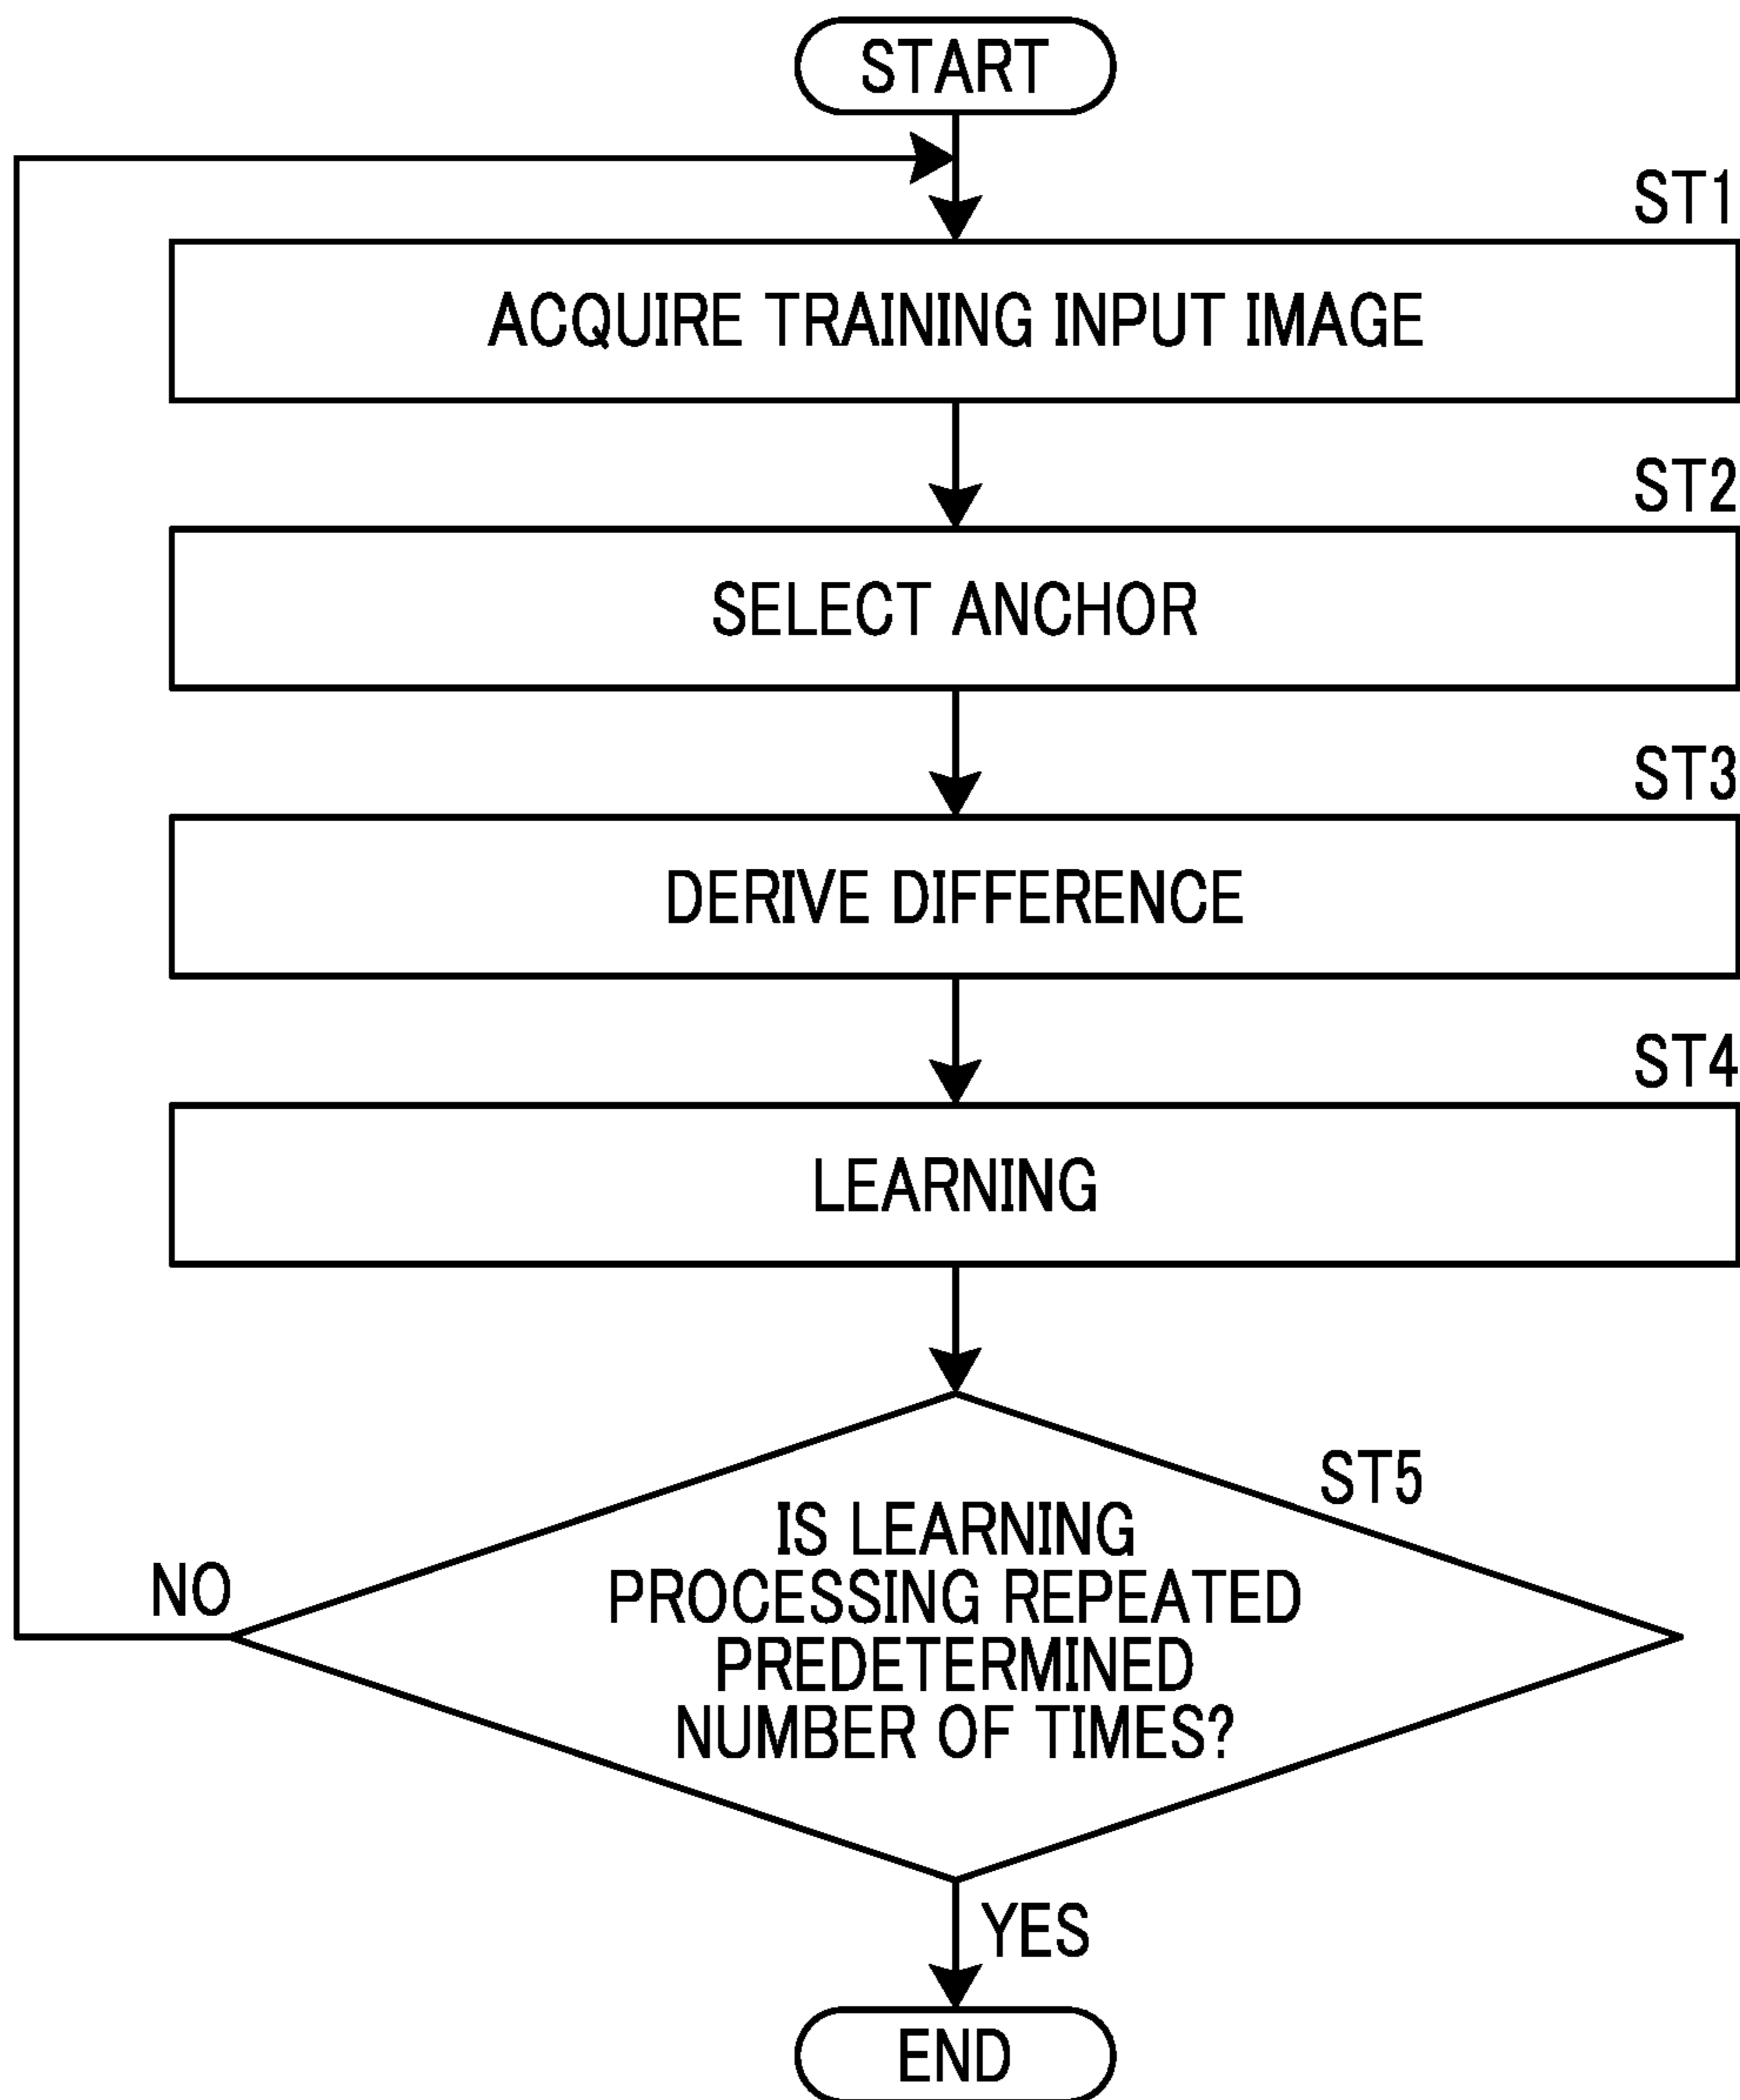 START
ST1
ACQUIRE TRAINING INPUT IMAGE
ST2
SELECT ANCHOR
ST3
DERIVE DIFFERENCE
ST4
LEARNING
ST5
IS LEARNING
PROCESSING REPEATED
PREDETERMINED
NUMBER OF TIMES?
NO
YES
END